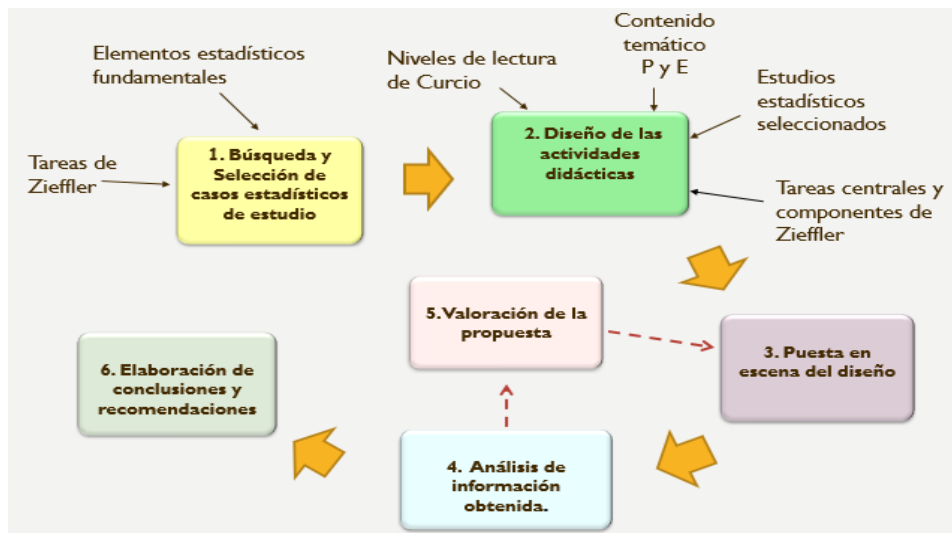 Elementos estadísticos
fundamentales
Tareas de
Zieffler
1. Búsqueda y
Selección de
casos estadísticos
de estudio
Niveles de lectura
de Curcio
Contenido
temático
P y E
Estudios
estadísticos
seleccionados
2. Diseño de las
actividades
didácticas
Tareas centrales y
componentes de
Zieffler
5. Valoración de la
propuesta
3. Puesta en
escena del diseño
6. Elaboración de
conclusiones y
recomendaciones
4. Análisis de
información
obtenida.